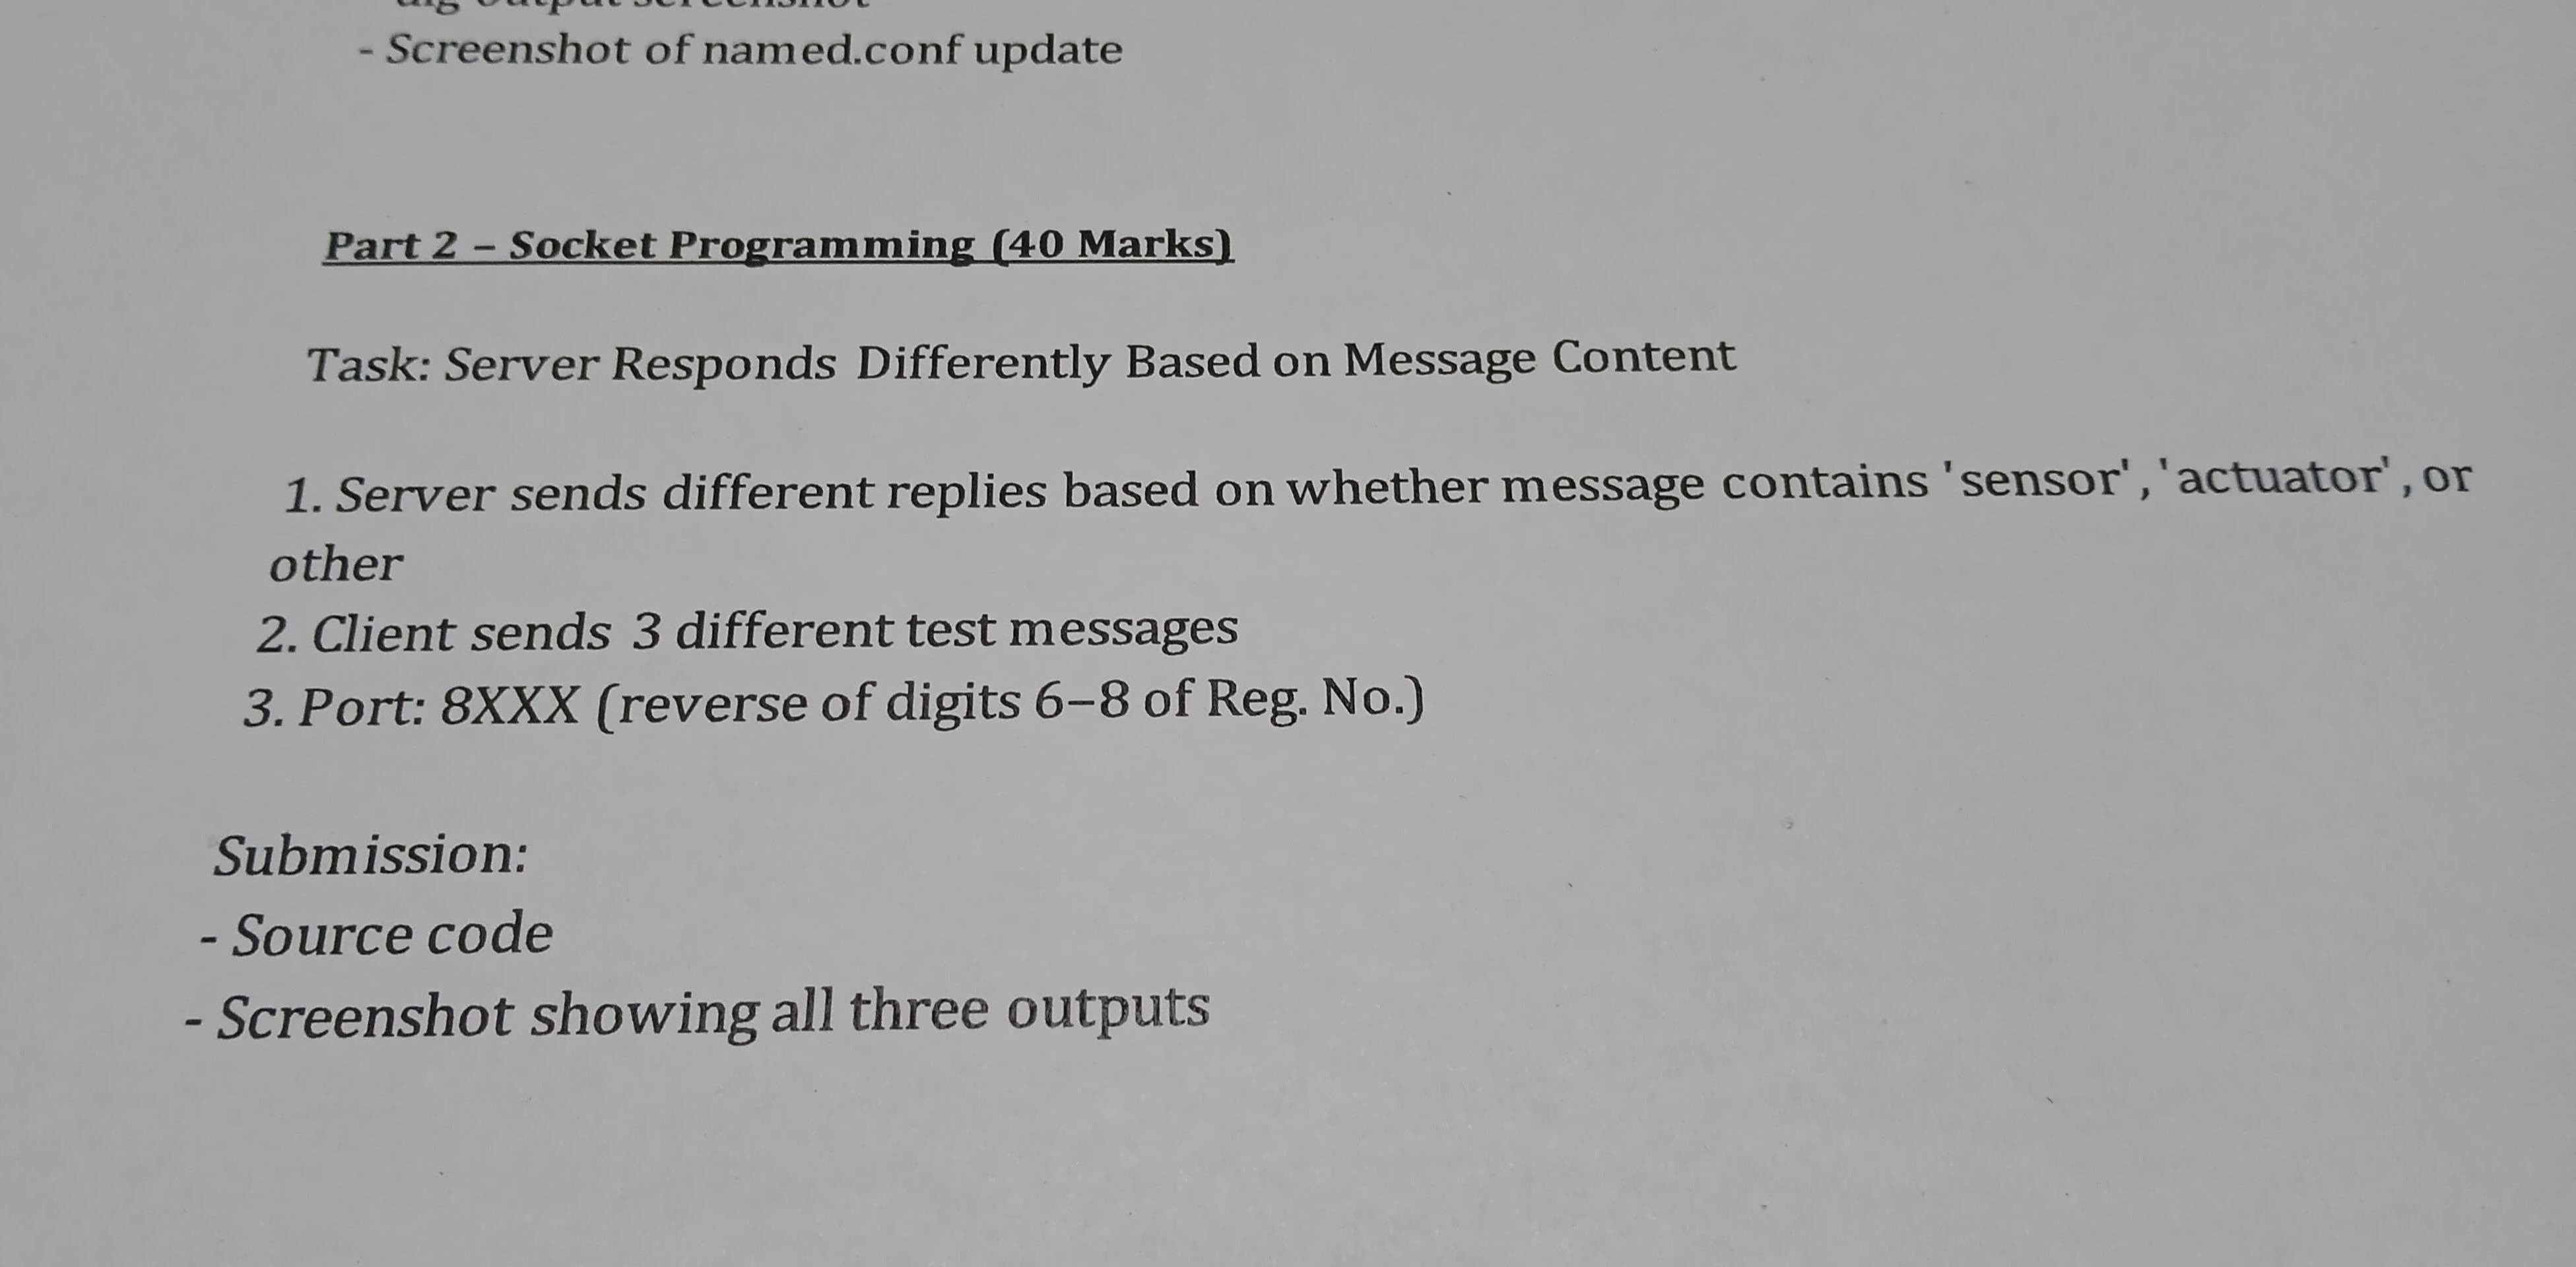 output screenshot
- Screenshot of named.conf update
Part 2 – Socket Programming (40 Marks)
Task: Server Responds Differently Based on Message Content
1. Server sends different replies based on whether message contains 'sensor', 'actuator', or
other
2. Client sends 3 different test messages
3. Port: 8XXX (reverse of digits 6–8 of Reg. No.)
Submission:
- Source code
- Screenshot showing all three outputs